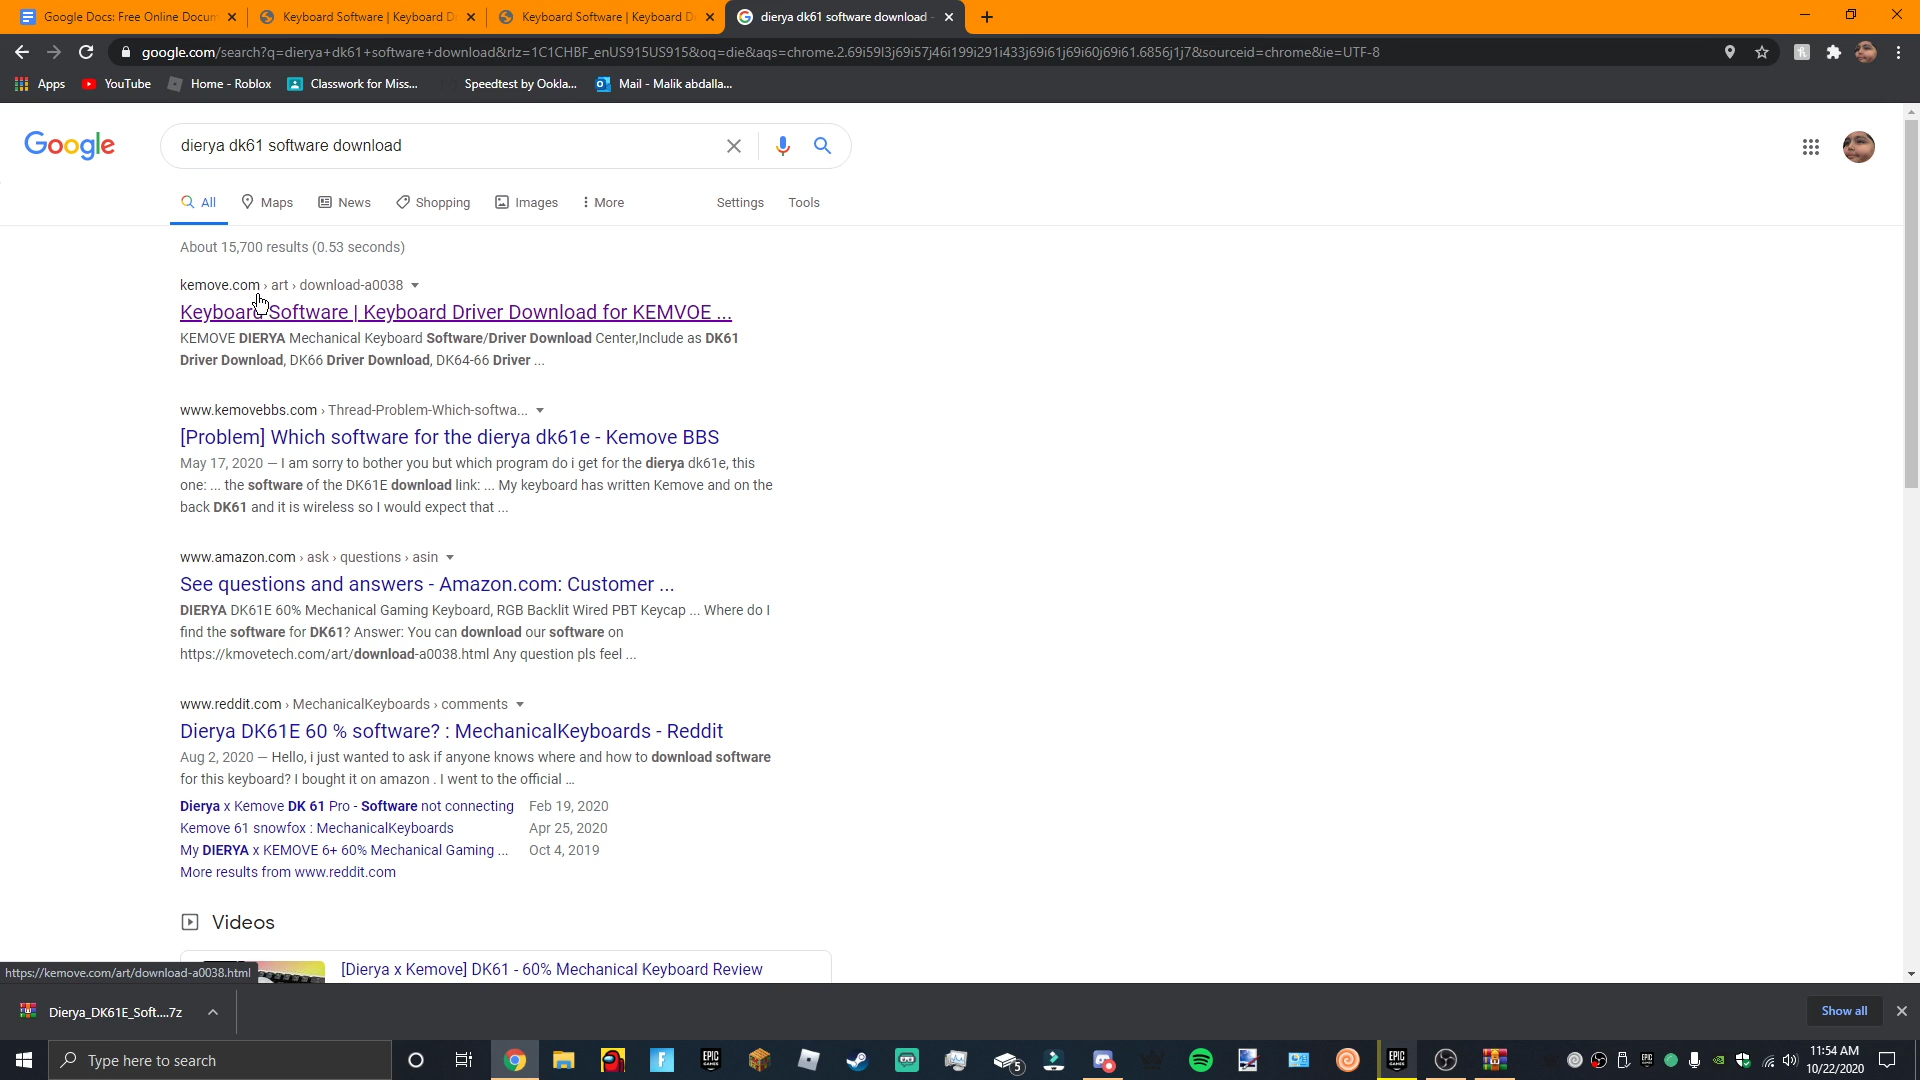 Google Docs: Free Online Docum
Keyboard Software | Keyboard D
Keyboard Software | Keyboard D
dierya dk61 software download -
google.com/search?q=dierya+dk61+software+download&rlz=1C1CHBF_enUS915US915&oq=die&aqs=chrome.2.69i59l3j69i57j46i199i291i433j69i61j69i60j69i61.6856j1j7&sourceid=chrome&ie=UTF-8
Apps
YouTube
Home - Roblox
Classwork for Miss...
Speedtest by Ookla...
Mail - Malik abdalla...
Google
dierya dk61 software download
All
Maps
News
Shopping
Images
More
Settings
Tools
About 15,700 results (0.53 seconds)
kemove.com › art › download-a0038
Keyboard Software | Keyboard Driver Download for KEMVOE ...
KEMOVE DIERYA Mechanical Keyboard Software/Driver Download Center,Include as DK61
Driver Download, DK66 Driver Download, DK64-66 Driver ...
www.kemovebbs.com › Thread-Problem-Which-softwa...
[Problem] Which software for the dierya dk61e - Kemove BBS
May 17, 2020 — I am sorry to bother you but which program do i get for the dierya dk61e, this
one: ... the software of the DK61E download link: ... My keyboard has written Kemove and on the
back DK61 and it is wireless so I would expect that ...
www.amazon.com › ask › questions › asin
See questions and answers - Amazon.com: Customer ...
DIERYA DK61E 60% Mechanical Gaming Keyboard, RGB Backlit Wired PBT Keycap ... Where do I
find the software for DK61? Answer: You can download our software on
https://kmovetech.com/art/download-a0038.html Any question pls feel ...
www.reddit.com › MechanicalKeyboards › comments
Dierya DK61E 60 % software? : MechanicalKeyboards - Reddit
Aug 2, 2020 — Hello, i just wanted to ask if anyone knows where and how to download software
for this keyboard? I bought it on amazon . I went to the official ...
Dierya x Kemove DK 61 Pro - Software not connecting Feb 19, 2020
Kemove 61 snowfox : MechanicalKeyboards Apr 25, 2020
My DIERYA x KEMOVE 6+ 60% Mechanical Gaming ... Oct 4, 2019
More results from www.reddit.com
Videos
[Dierya x Kemove] DK61 - 60% Mechanical Keyboard Review
https://kemove.com/art/download-a0038.html
Dierya_DK61E_Soft....7z
Show all
Type here to search
EPIC GAMES
5
EPIC GAMES
11:54 AM
10/22/2020